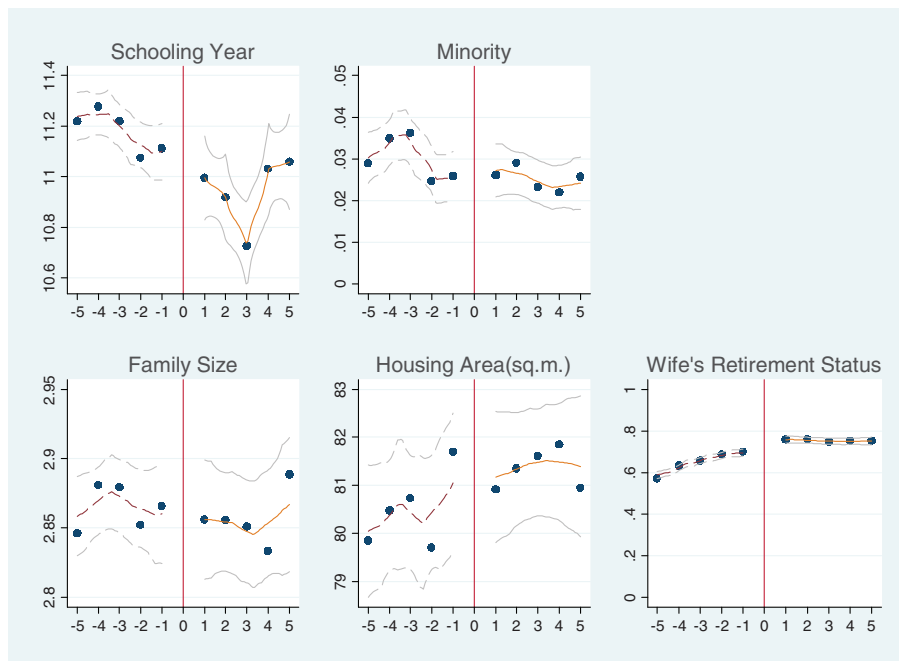 Schooling Year
11.4
11.2
11
10.8
10.6
-5 -4 -3 -2 -1 0 1 2 3 4 5
Minority
.05
.04
.03
.02
.01
0
-5 -4 -3 -2 -1 0 1 2 3 4 5
Family Size
2.95
2.9
2.85
2.8
-5 -4 -3 -2 -1 0 1 2 3 4 5
Housing Area(sq.m.)
83
82
81
80
79
-5 -4 -3 -2 -1 0 1 2 3 4 5
Wife's Retirement Status
1
.8
.6
.4
.2
0
-5 -4 -3 -2 -1 0 1 2 3 4 5